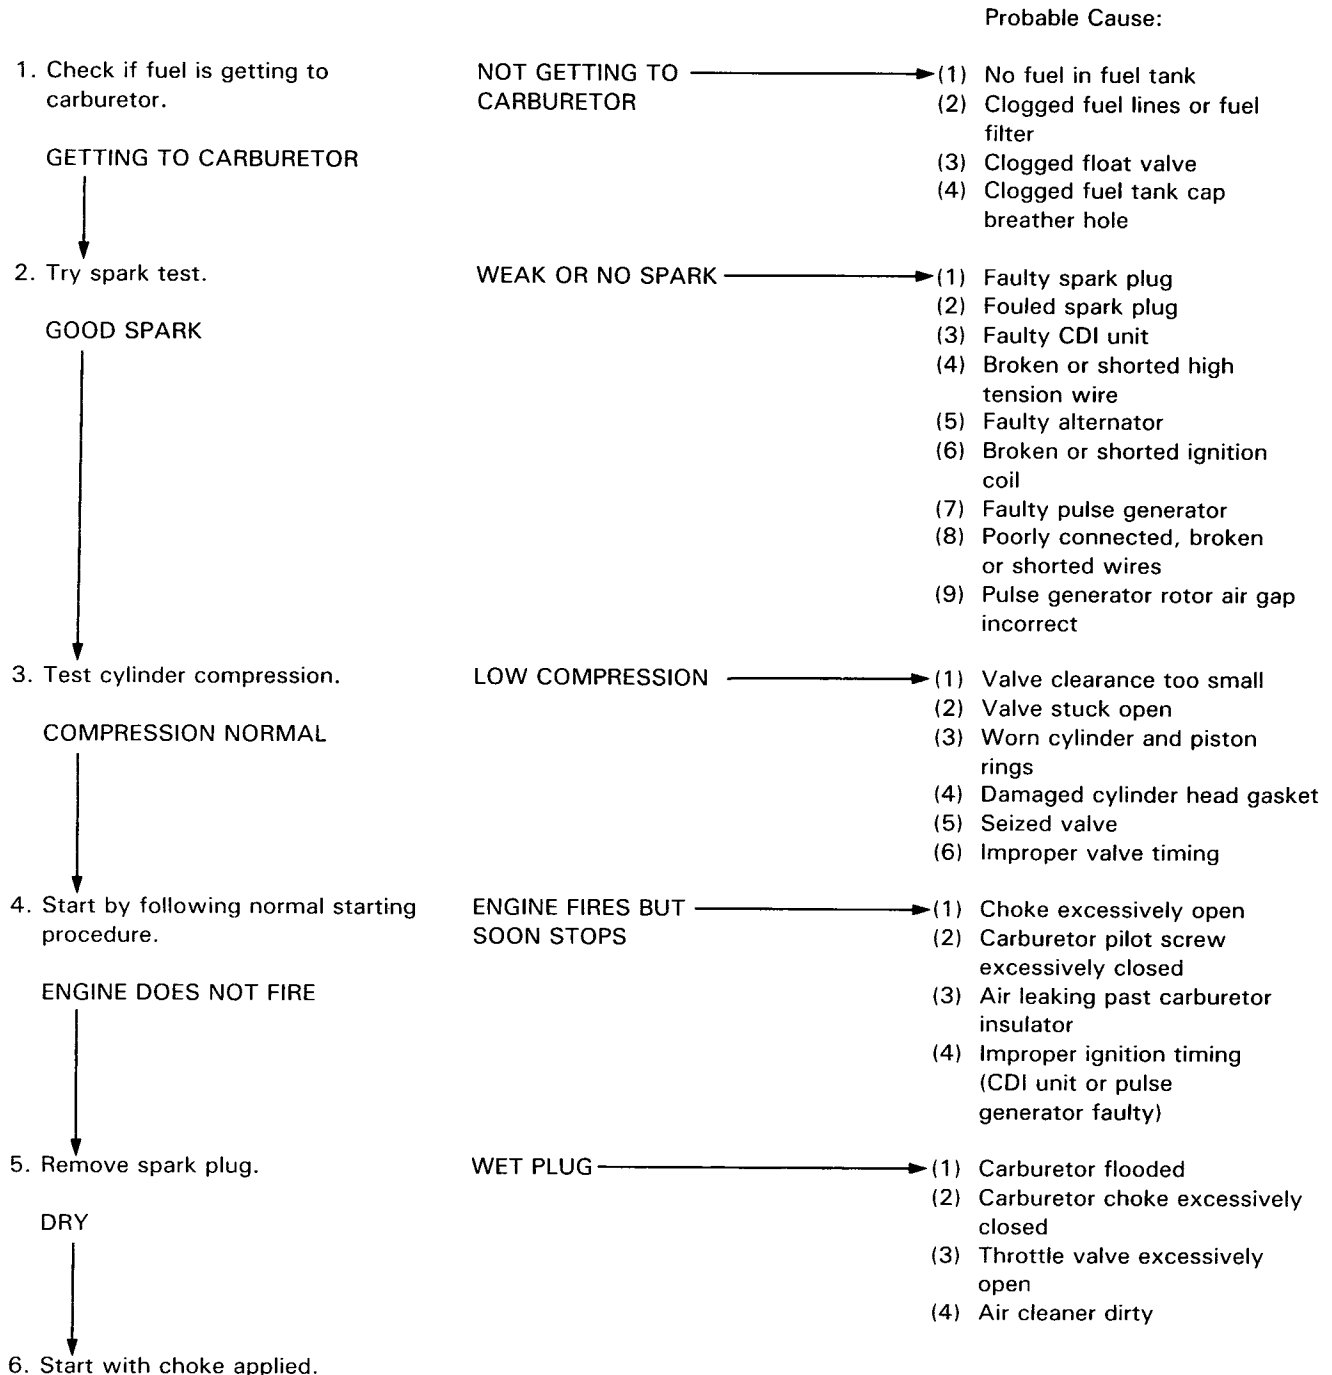 Probable Cause:
1. Check if fuel is getting to
carburetor.
NOT GETTING TO
CARBURETOR
(1) No fuel in fuel tank
(2) Clogged fuel lines or fuel
filter
(3) Clogged float valve
(4) Clogged fuel tank cap
breather hole
GETTING TO CARBURETOR
2. Try spark test.
WEAK OR NO SPARK
(1) Faulty spark plug
(2) Fouled spark plug
(3) Faulty CDI unit
(4) Broken or shorted high
tension wire
(5) Faulty alternator
(6) Broken or shorted ignition
coil
(7) Faulty pulse generator
(8) Poorly connected, broken
or shorted wires
(9) Pulse generator rotor air gap
incorrect
GOOD SPARK
3. Test cylinder compression.
LOW COMPRESSION
(1) Valve clearance too small
(2) Valve stuck open
(3) Worn cylinder and piston
rings
(4) Damaged cylinder head gasket
(5) Seized valve
(6) Improper valve timing
COMPRESSION NORMAL
4. Start by following normal starting
procedure.
ENGINE FIRES BUT
SOON STOPS
(1) Choke excessively open
(2) Carburetor pilot screw
excessively closed
(3) Air leaking past carburetor
insulator
(4) Improper ignition timing
(CDI unit or pulse
generator faulty)
ENGINE DOES NOT FIRE
5. Remove spark plug.
WET PLUG
(1) Carburetor flooded
(2) Carburetor choke excessively
closed
(3) Throttle valve excessively
open
(4) Air cleaner dirty
DRY
6. Start with choke applied.